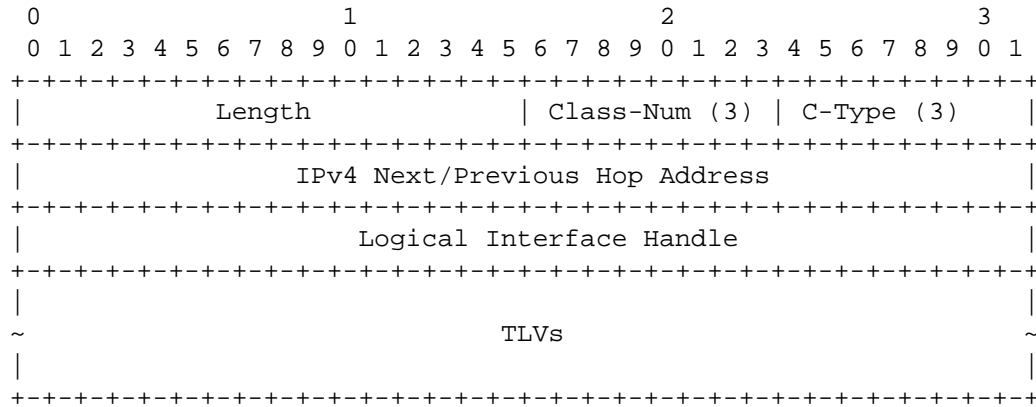 0                   1                   2                   3
 0 1 2 3 4 5 6 7 8 9 0 1 2 3 4 5 6 7 8 9 0 1 2 3 4 5 6 7 8 9 0 1
+-+-+-+-+-+-+-+-+-+-+-+-+-+-+-+-+-+-+-+-+-+-+-+-+-+-+-+-+-+-+-+-+
|            Length             | Class-Num (3) | C-Type (3)    |
+-+-+-+-+-+-+-+-+-+-+-+-+-+-+-+-+-+-+-+-+-+-+-+-+-+-+-+-+-+-+-+-+
|                 IPv4 Next/Previous Hop Address                |
+-+-+-+-+-+-+-+-+-+-+-+-+-+-+-+-+-+-+-+-+-+-+-+-+-+-+-+-+-+-+-+-+
|                     Logical Interface Handle                  |
+-+-+-+-+-+-+-+-+-+-+-+-+-+-+-+-+-+-+-+-+-+-+-+-+-+-+-+-+-+-+-+-+
|                                                               |
~                              TLVs                             ~
|                                                               |
+-+-+-+-+-+-+-+-+-+-+-+-+-+-+-+-+-+-+-+-+-+-+-+-+-+-+-+-+-+-+-+-+